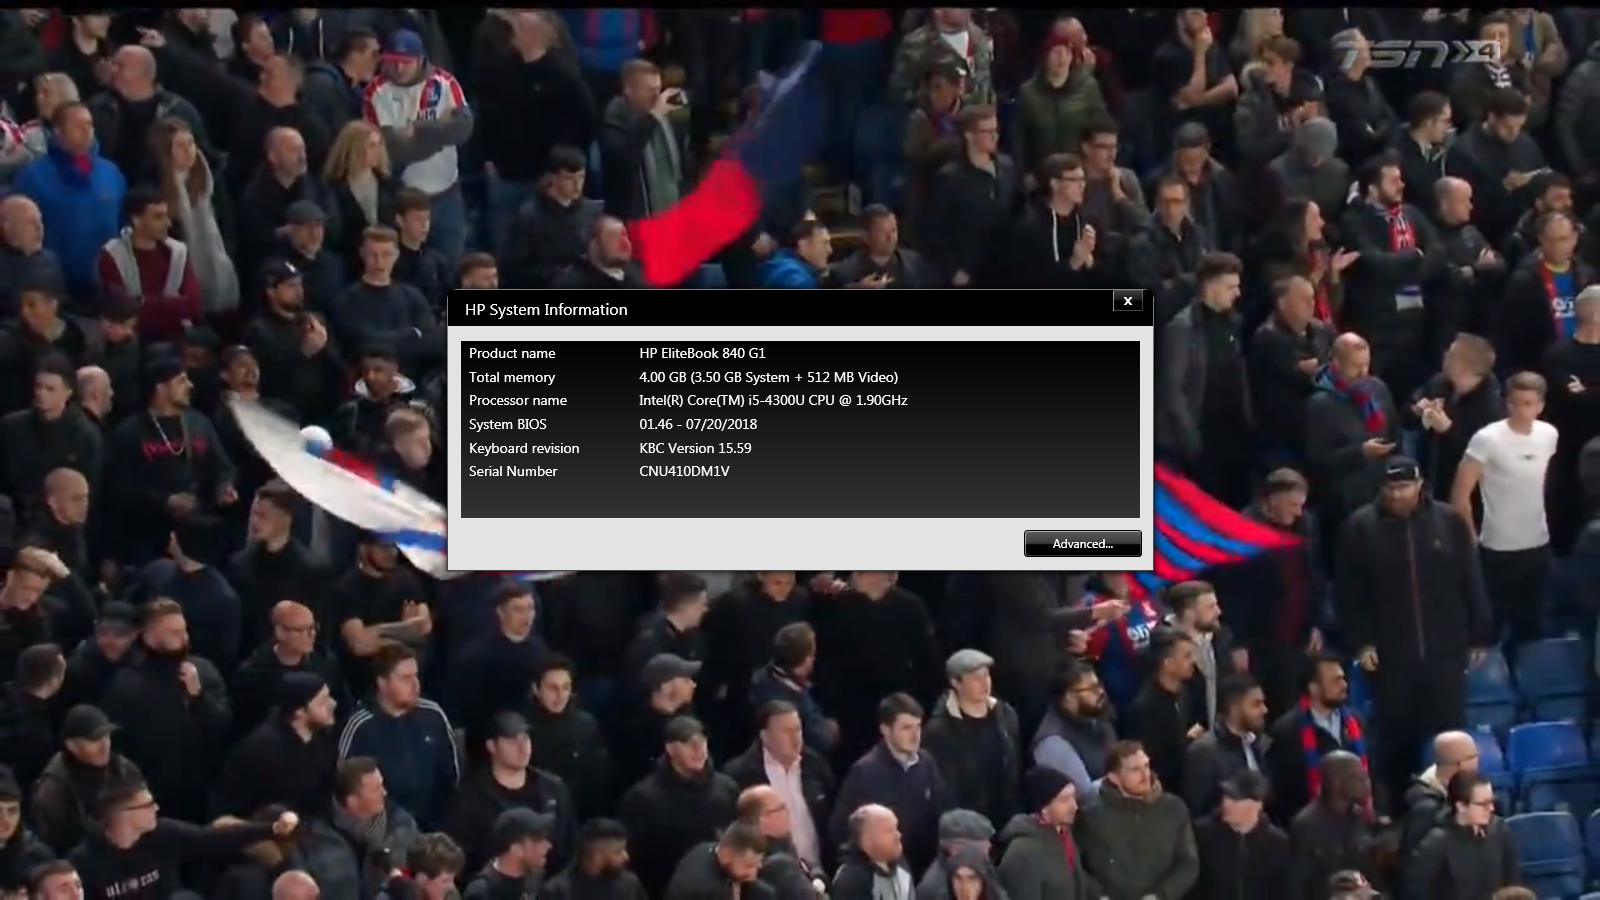 TSN 4
HP System Information
x
Product name HP EliteBook 840 G1
Total memory 4.00 GB (3.50 GB System + 512 MB Video)
Processor name Intel(R) Core(TM) i5-4300U CPU @ 1.90GHz
System BIOS 01.46 - 07/20/2018
Keyboard revision KBC Version 15.59
Serial Number CNU410DM1V
Advanced...